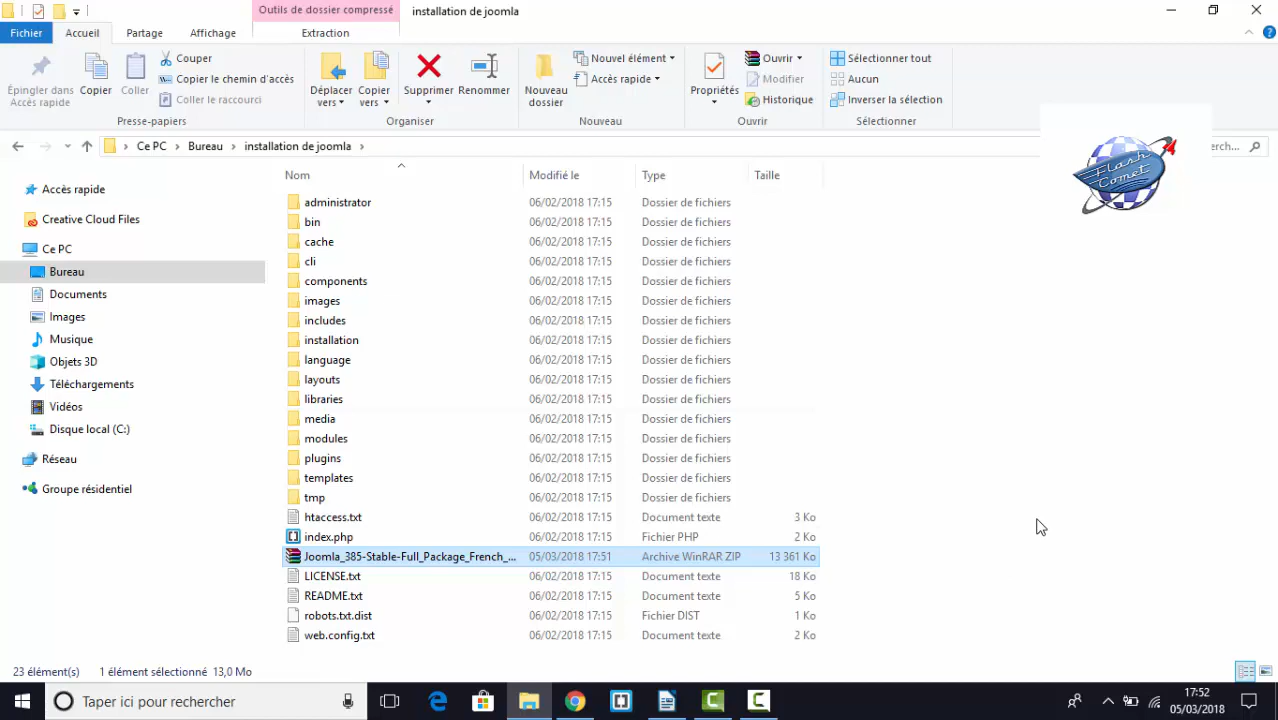 Outils de dossier compressé
installation de joomla
Fichier
Accueil
Partage
Affichage
Extraction
Épingler dans
Accès rapide
Copier
Coller
Couper
Copier le chemin d'accès
Coller le raccourci
Presse-papiers
Déplacer
vers
Copier
vers
Supprimer
Renommer
Organiser
Nouveau
dossier
Nouvel élément
Accès rapide
Nouveau
Propriétés
Ouvrir
Modifier
Historique
Ouvrir
Sélectionner tout
Aucun
Inverser la sélection
Sélectionner
Ce PC > Bureau > installation de joomla >
erch...
Flash
Comet
Accès rapide
Creative Cloud Files
Ce PC
Bureau
Documents
Images
Musique
Objets 3D
Téléchargements
Vidéos
Disque local (C:)
Réseau
Groupe résidentiel
Nom Modifié le Type Taille
administrator 06/02/2018 17:15 Dossier de fichiers
bin 06/02/2018 17:15 Dossier de fichiers
cache 06/02/2018 17:15 Dossier de fichiers
cli 06/02/2018 17:15 Dossier de fichiers
components 06/02/2018 17:15 Dossier de fichiers
images 06/02/2018 17:15 Dossier de fichiers
includes 06/02/2018 17:15 Dossier de fichiers
installation 06/02/2018 17:15 Dossier de fichiers
language 06/02/2018 17:15 Dossier de fichiers
layouts 06/02/2018 17:15 Dossier de fichiers
libraries 06/02/2018 17:15 Dossier de fichiers
media 06/02/2018 17:15 Dossier de fichiers
modules 06/02/2018 17:15 Dossier de fichiers
plugins 06/02/2018 17:15 Dossier de fichiers
templates 06/02/2018 17:15 Dossier de fichiers
tmp 06/02/2018 17:15 Dossier de fichiers
htaccess.txt 06/02/2018 17:15 Document texte 3 Ko
index.php 06/02/2018 17:15 Fichier PHP 2 Ko
Joomla_385-Stable-Full_Package_French_... 05/03/2018 17:51 Archive WinRAR ZIP 13 361 Ko
LICENSE.txt 06/02/2018 17:15 Document texte 18 Ko
README.txt 06/02/2018 17:15 Document texte 5 Ko
robots.txt.dist 06/02/2018 17:15 Fichier DIST 1 Ko
web.config.txt 06/02/2018 17:15 Document texte 2 Ko
23 élément(s) 1 élément sélectionné 13,0 Mo
Taper ici pour rechercher
17:52
05/03/2018